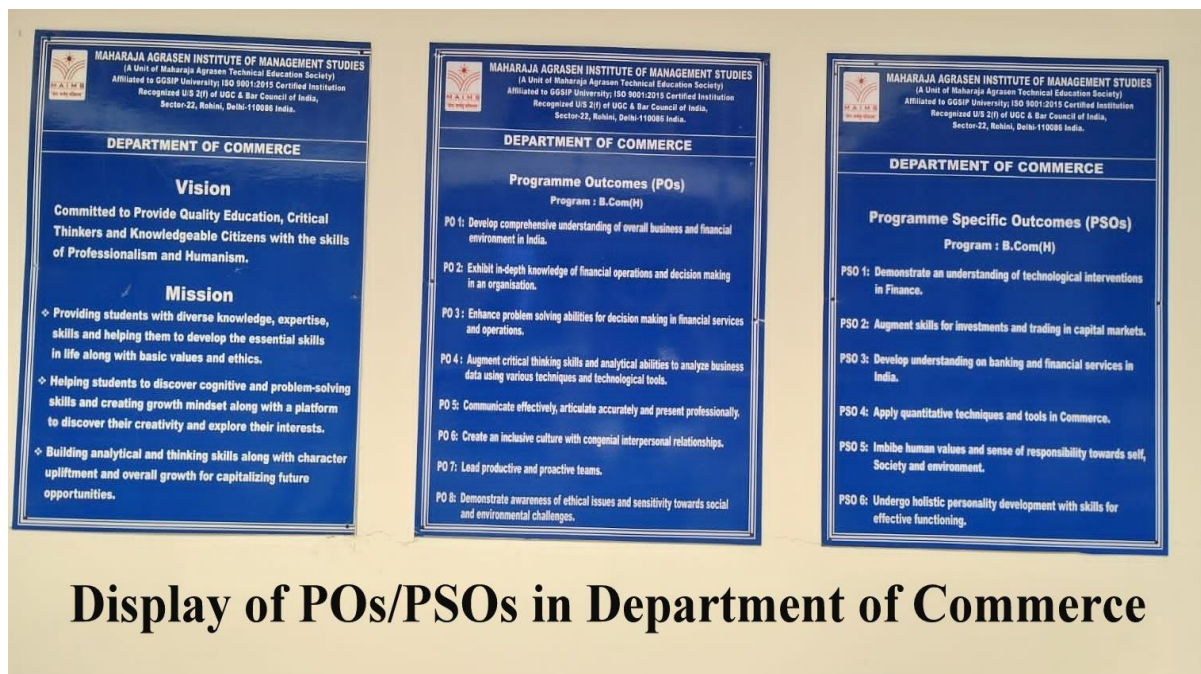 MAHARAJA AGRASEN INSTITUTE OF MANAGEMENT STUDIES
(A Unit of Maharaja Agrasen Technical Education Society)
Affiliated to GGSIP University; ISO 9001:2015 Certified Institution
Recognized U/S 2(f) of UGC & Bar Council of India,
Sector-22, Rohini, Delhi-110086 India.
MAIMS
DEPARTMENT OF COMMERCE
Vision
Committed to Provide Quality Education, Critical
Thinkers and Knowledgeable Citizens with the skills
of Professionalism and Humanism.
Mission
❖ Providing students with diverse knowledge, expertise,
skills and helping them to develop the essential skills
in life along with basic values and ethics.
❖ Helping students to discover cognitive and problem-solving
skills and creating growth mindset along with a platform
to discover their creativity and explore their interests.
❖ Building analytical and thinking skills along with character
upliftment and overall growth for capitalizing future
opportunities.
MAHARAJA AGRASEN INSTITUTE OF MANAGEMENT STUDIES
(A Unit of Maharaja Agrasen Technical Education Society)
Affiliated to GGSIP University; ISO 9001:2015 Certified Institution
Recognized U/S 2(f) of UGC & Bar Council of India,
Sector-22, Rohini, Delhi-110086 India.
MAIMS
DEPARTMENT OF COMMERCE
Programme Outcomes (POs)
Program : B.Com(H)
PO 1: Develop comprehensive understanding of overall business and financial
environment in India.
PO 2: Exhibit in-depth knowledge of financial operations and decision making
in an organisation.
PO 3 : Enhance problem solving abilities for decision making in financial services
and operations.
PO 4 : Augment critical thinking skills and analytical abilities to analyze business
data using various techniques and technological tools.
PO 5: Communicate effectively, articulate accurately and present professionally.
PO 6: Create an inclusive culture with congenial interpersonal relationships.
PO 7: Lead productive and proactive teams.
PO 8: Demonstrate awareness of ethical issues and sensitivity towards social
and environmental challenges.
MAHARAJA AGRASEN INSTITUTE OF MANAGEMENT STUDIES
(A Unit of Maharaja Agrasen Technical Education Society)
Affiliated to GGSIP University; ISO 9001:2015 Certified Institution
Recognized U/S 2(f) of UGC & Bar Council of India,
Sector-22, Rohini, Delhi-110086 India.
MAIMS
DEPARTMENT OF COMMERCE
Programme Specific Outcomes (PSOs)
Program : B.Com(H)
PSO 1: Demonstrate an understanding of technological interventions
in Finance.
PSO 2: Augment skills for investments and trading in capital markets.
PSO 3: Develop understanding on banking and financial services in
India.
PSO 4: Apply quantitative techniques and tools in Commerce.
PSO 5: Imbibe human values and sense of responsibility towards self,
Society and environment.
PSO 6: Undergo holistic personality development with skills for
effective functioning.
Display of POs/PSOs in Department of Commerce